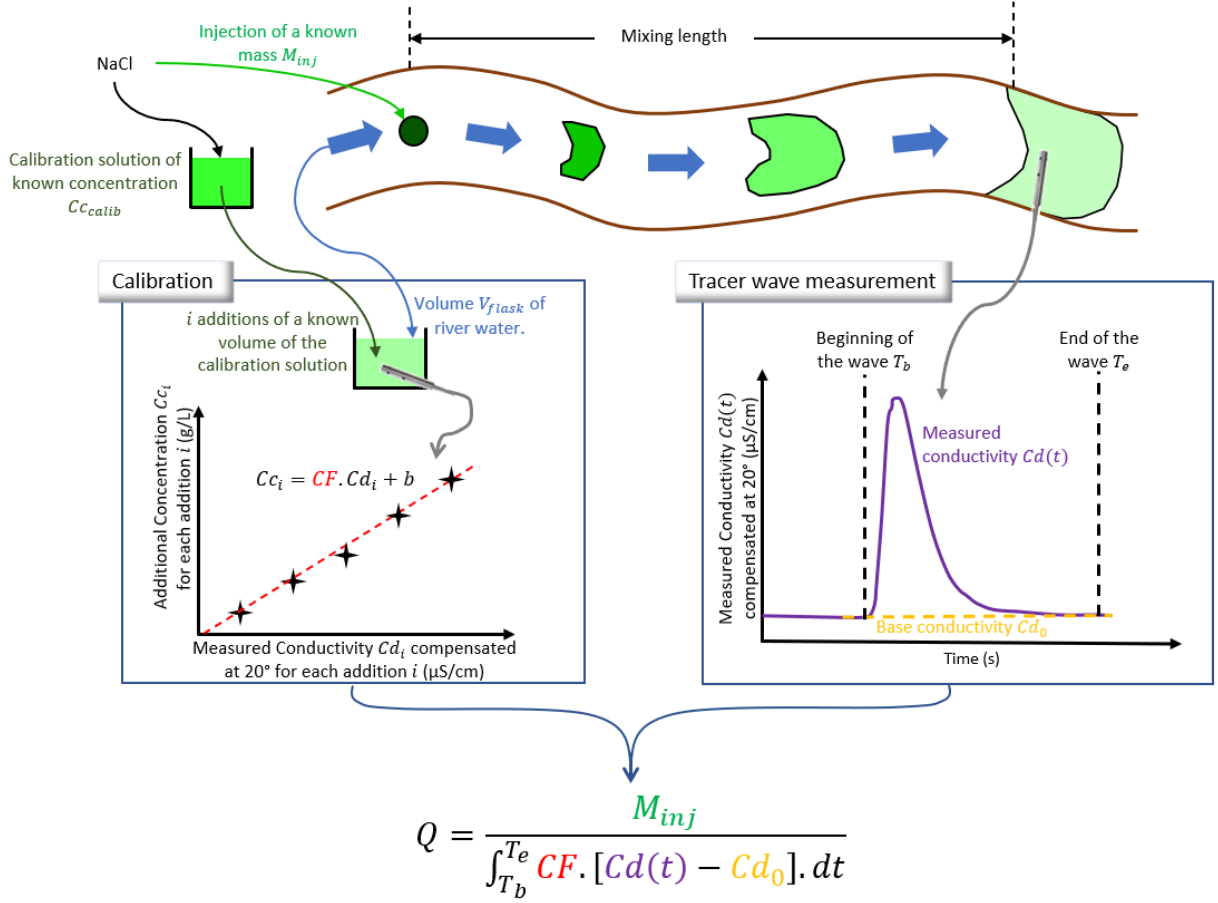 Injection of a known
mass M_inj
Mixing length
NaCl
Calibration solution of
known concentration
Cc_calib
Calibration
Volume V_flask of
river water.
i additions of a known
volume of the
calibration solution
Additional Concentration Cc_i
for each addition i (g/L)
Cc_i = CF.Cd_i + b
Measured Conductivity Cd_i compensated
at 20° for each addition i (µS/cm)
Tracer wave measurement
Beginning of
the wave T_b
End of the
wave T_e
Measured Conductivity Cd(t)
compensated at 20° (µS/cm)
Measured
conductivity Cd(t)
Base conductivity Cd_0
Time (s)
Q = M_inj / ∫_{T_b}^{T_e} CF.[Cd(t) − Cd_0].dt